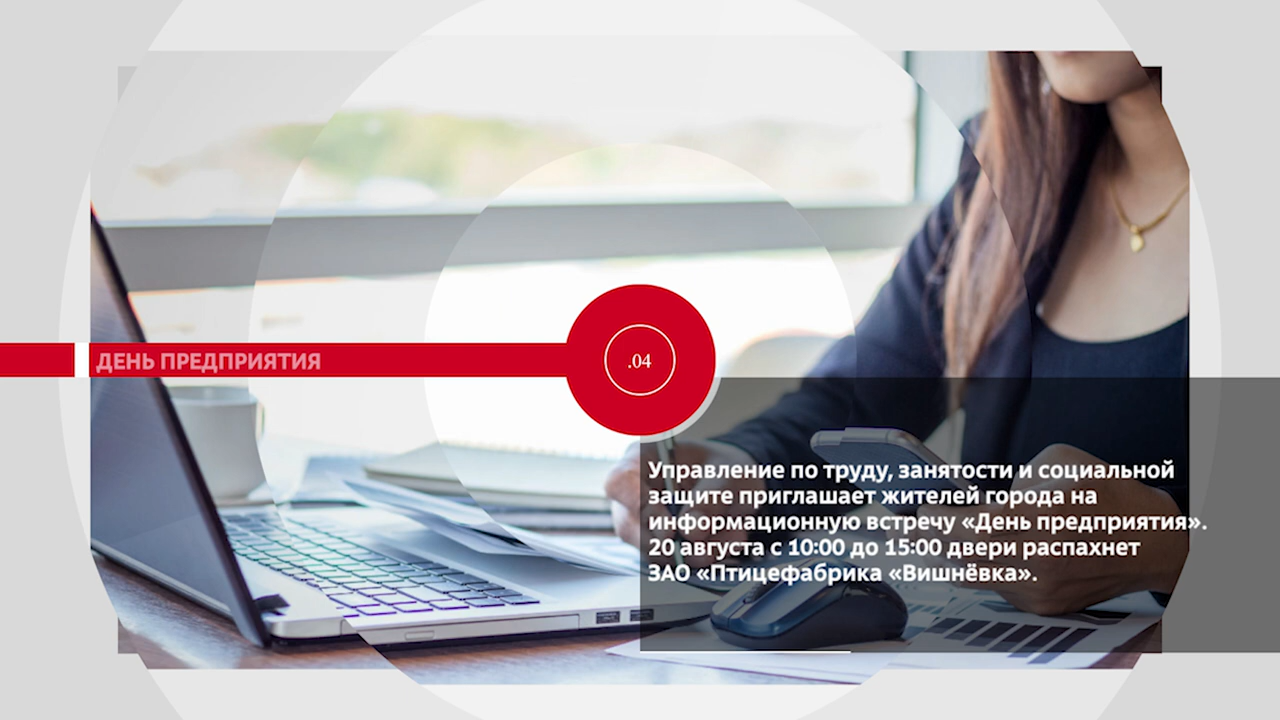 ДЕНЬ ПРЕДПРИЯТИЯ
.04
Управление по труду, занятости и социальной
защите приглашает жителей города на
информационную встречу «День предприятия».
20 августа с 10:00 до 15:00 двери распахнет
ЗАО «Птицефабрика «Вишнёвка».